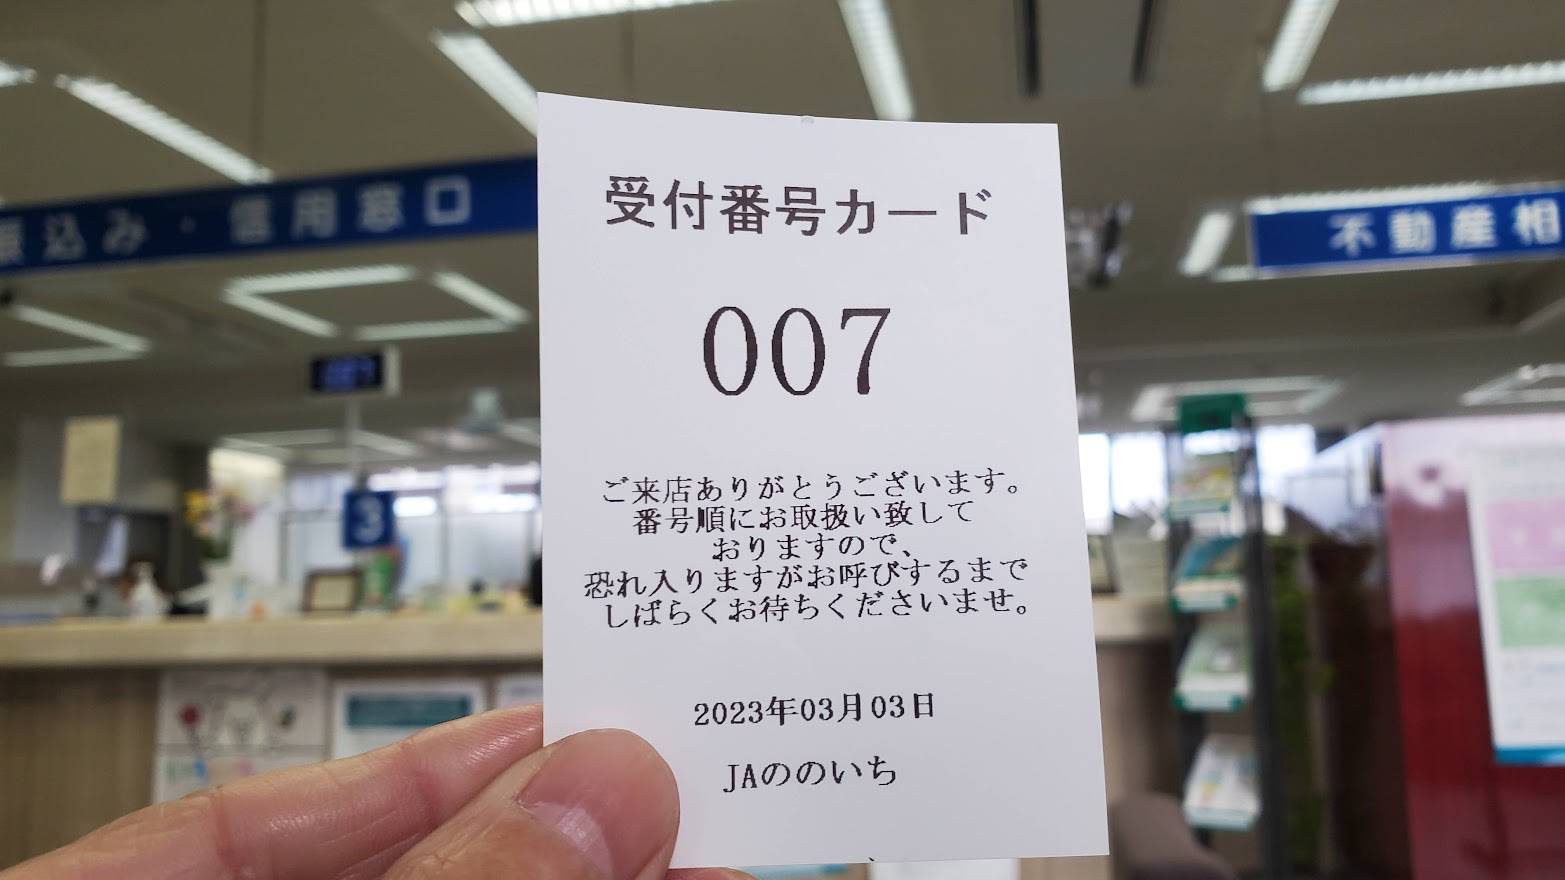 受付番号カード
007
ご来店ありがとうございます。
番号順にお取扱い致して
おりますので、
恐れ入りますがお呼びするまで
しばらくお待ちくださいませ。
2023年03月03日
JAののいち
振込み・信用窓口
不動産相
3